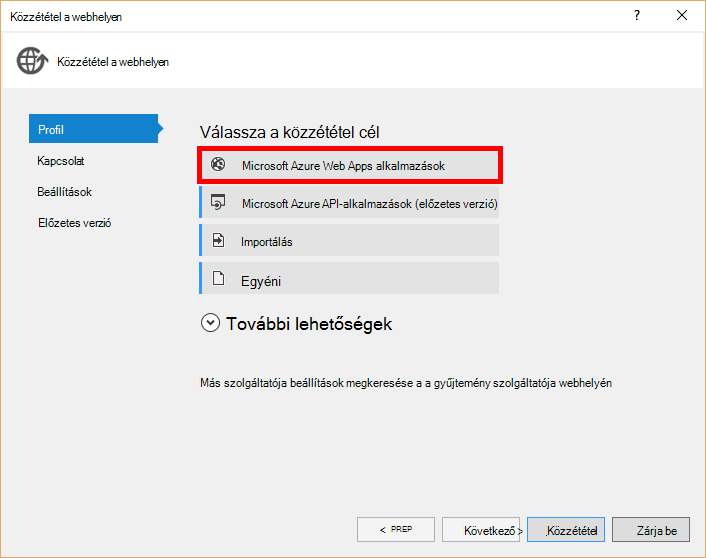 Közzététel a webhelyen
?
Közzététel a webhelyen
Profil
Kapcsolat
Beállítások
Előzetes verzió
Válassza a közzététel cél
Microsoft Azure Web Apps alkalmazások
Microsoft Azure API-alkalmazások (előzetes verzió)
Importálás
Egyéni
További lehetőségek
Más szolgáltatója beállítások megkeresése a a gyűjtemény szolgáltatója webhelyén
< PREP
Következő >
Közzététel
Zárja be